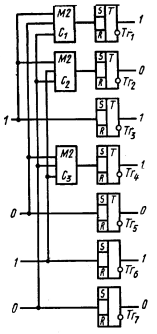 M2 C₁ S T R Tr₁ 1
M2 C₂ S T R Tr₂ 0
1 S T R Tr₃ 1
M2 C₃ S T R Tr₄ 1
0 S T R Tr₅ 0
1 S T R Tr₆ 1
0 S T R Tr₇ 0